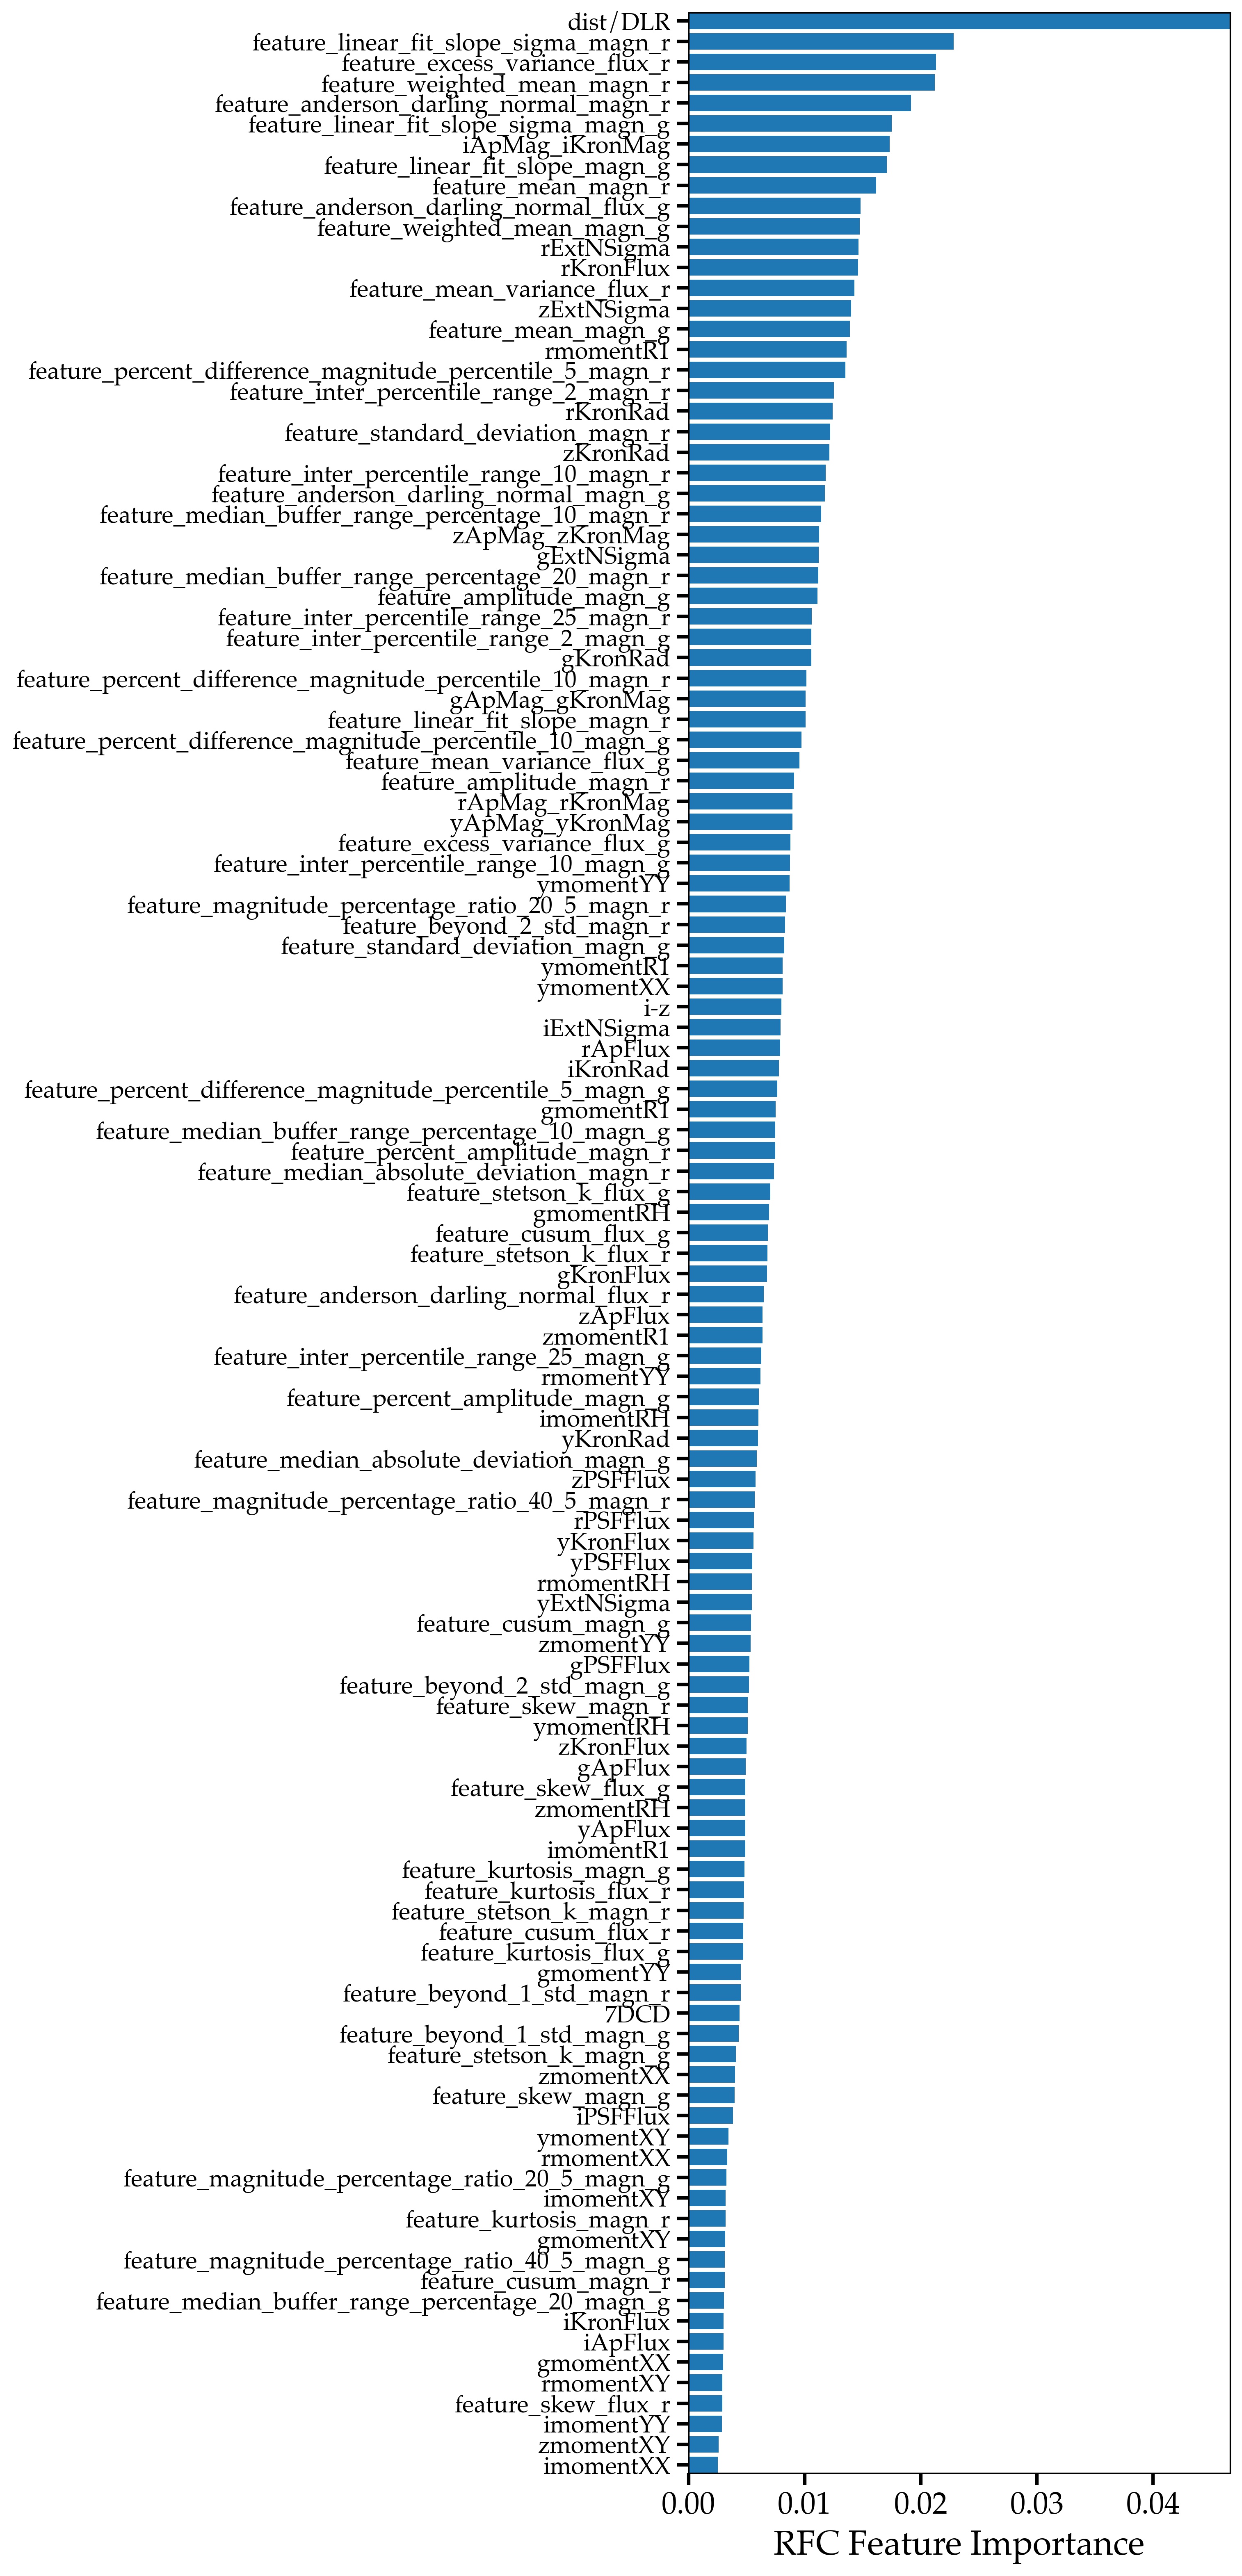 dist/DLR
feature_linear_fit_slope_sigma_magn_r
feature_excess_variance_flux_r
feature_weighted_mean_magn_r
feature_anderson_darling_normal_magn_r
feature_linear_fit_slope_sigma_magn_g
iApMag_iKronMag
feature_linear_fit_slope_magn_g
feature_mean_magn_r
feature_anderson_darling_normal_flux_g
feature_weighted_mean_magn_g
rExtNSigma
rKronFlux
feature_mean_variance_flux_r
zExtNSigma
feature_mean_magn_g
rmomentR1
feature_percent_difference_magnitude_percentile_5_magn_r
feature_inter_percentile_range_2_magn_r
rKronRad
feature_standard_deviation_magn_r
zKronRad
feature_inter_percentile_range_10_magn_r
feature_anderson_darling_normal_magn_g
feature_median_buffer_range_percentage_10_magn_r
zApMag_zKronMag
gExtNSigma
feature_median_buffer_range_percentage_20_magn_r
feature_amplitude_magn_g
feature_inter_percentile_range_25_magn_r
feature_inter_percentile_range_2_magn_g
gKronRad
feature_percent_difference_magnitude_percentile_10_magn_r
gApMag_gKronMag
feature_linear_fit_slope_magn_r
feature_percent_difference_magnitude_percentile_10_magn_g
feature_mean_variance_flux_g
feature_amplitude_magn_r
rApMag_rKronMag
yApMag_yKronMag
feature_excess_variance_flux_g
feature_inter_percentile_range_10_magn_g
ymomentYY
feature_magnitude_percentage_ratio_20_5_magn_r
feature_beyond_2_std_magn_r
feature_standard_deviation_magn_g
ymomentR1
ymomentXX
i-z
iExtNSigma
rApFlux
iKronRad
feature_percent_difference_magnitude_percentile_5_magn_g
gmomentR1
feature_median_buffer_range_percentage_10_magn_g
feature_percent_amplitude_magn_r
feature_median_absolute_deviation_magn_r
feature_stetson_k_flux_g
gmomentRH
feature_cusum_flux_g
feature_stetson_k_flux_r
gKronFlux
feature_anderson_darling_normal_flux_r
zApFlux
zmomentR1
feature_inter_percentile_range_25_magn_g
rmomentYY
feature_percent_amplitude_magn_g
imomentRH
yKronRad
feature_median_absolute_deviation_magn_g
zPSFFlux
feature_magnitude_percentage_ratio_40_5_magn_r
rPSFFlux
yKronFlux
yPSFFlux
rmomentRH
yExtNSigma
feature_cusum_magn_g
zmomentYY
gPSFFlux
feature_beyond_2_std_magn_g
feature_skew_magn_r
ymomentRH
zKronFlux
gApFlux
feature_skew_flux_g
zmomentRH
yApFlux
imomentR1
feature_kurtosis_magn_g
feature_kurtosis_flux_r
feature_stetson_k_magn_r
feature_cusum_flux_r
feature_kurtosis_flux_g
gmomentYY
feature_beyond_1_std_magn_r
7DCD
feature_beyond_1_std_magn_g
feature_stetson_k_magn_g
zmomentXX
feature_skew_magn_g
iPSFFlux
ymomentXY
rmomentXX
feature_magnitude_percentage_ratio_20_5_magn_g
imomentXY
feature_kurtosis_magn_r
gmomentXY
feature_magnitude_percentage_ratio_40_5_magn_g
feature_cusum_magn_r
feature_median_buffer_range_percentage_20_magn_g
iKronFlux
iApFlux
gmomentXX
rmomentXY
feature_skew_flux_r
imomentYY
zmomentXY
imomentXX
0.00 0.01 0.02 0.03 0.04
RFC Feature Importance